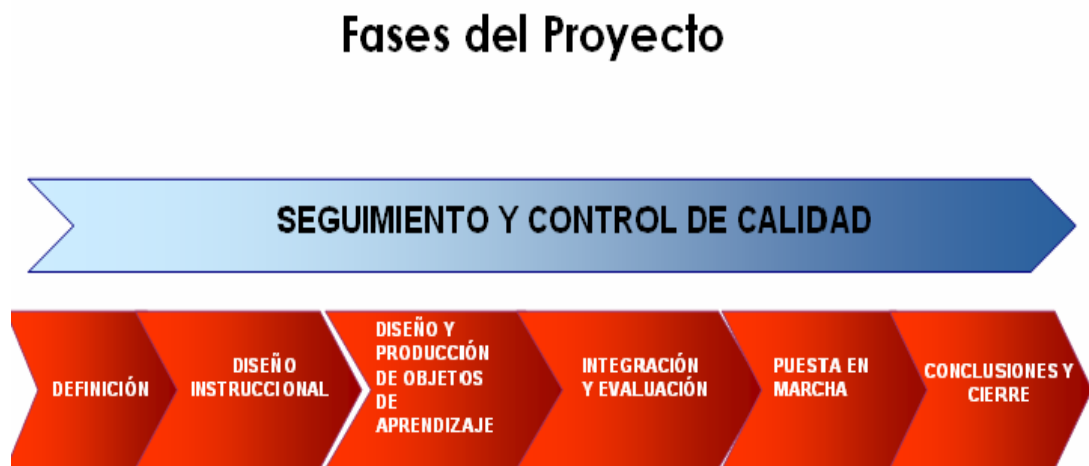 Fases del Proyecto
SEGUIMIENTO Y CONTROL DE CALIDAD
DEFINICIÓN
DISEÑO
INSTRUCCIONAL
DISEÑO Y
PRODUCCIÓN
DE OBJETOS
DE
APRENDIZAJE
INTEGRACIÓN
Y EVALUACIÓN
PUESTA EN
MARCHA
CONCLUSIONES Y
CIERRE